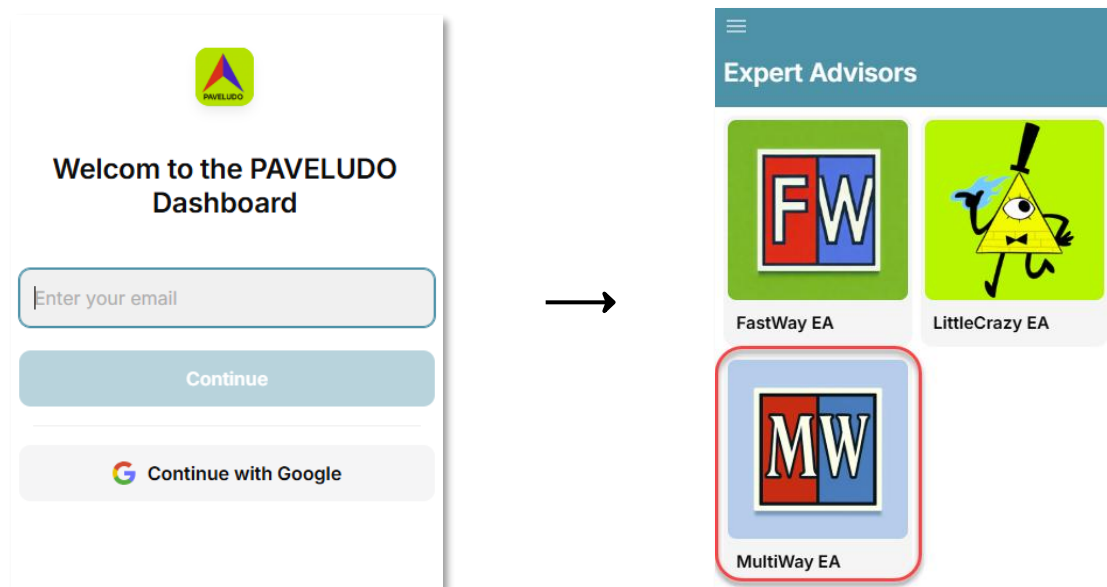 PAVELUDO
Welcom to the PAVELUDO
Dashboard
Enter your email
Continue
Continue with Google
Expert Advisors
FW
FastWay EA
LittleCrazy EA
MW
MultiWay EA